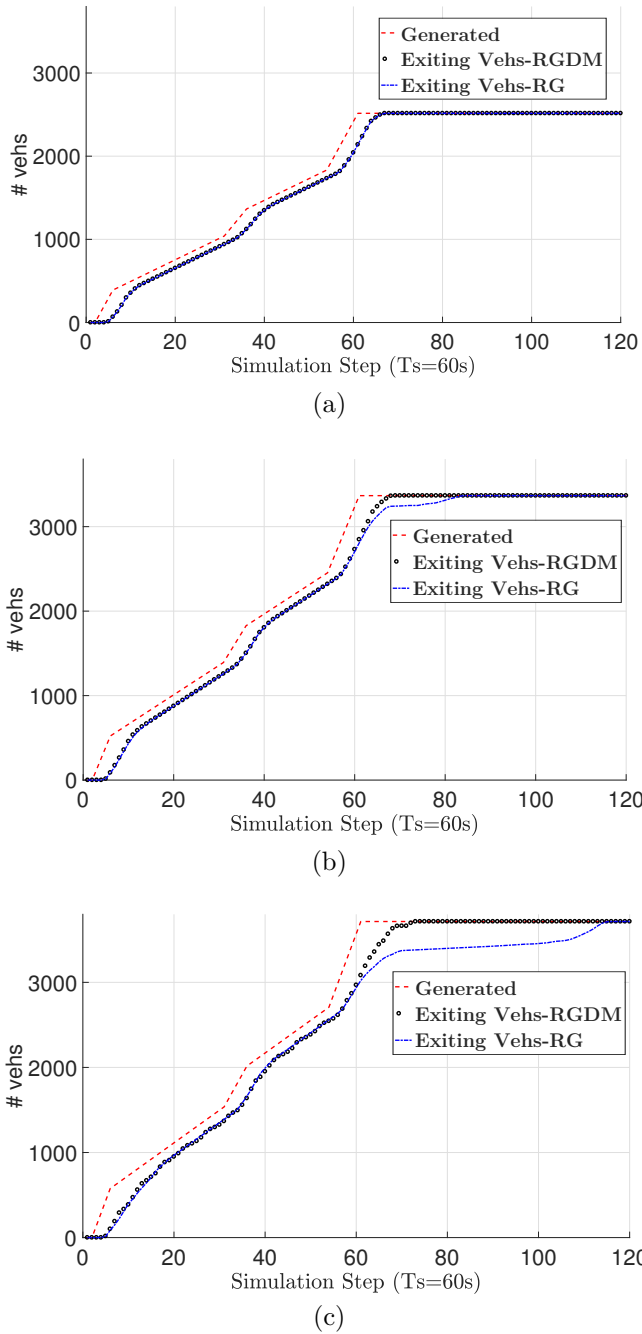 Generated
Exiting Vehs-RGDM
Exiting Vehs-RG
3000
2000
1000
0
# vehs
0 20 40 60 80 100 120
Simulation Step (Ts=60s)
(a)
Generated
Exiting Vehs-RGDM
Exiting Vehs-RG
3000
2000
1000
0
# vehs
0 20 40 60 80 100 120
Simulation Step (Ts=60s)
(b)
Generated
Exiting Vehs-RGDM
Exiting Vehs-RG
3000
2000
1000
0
# vehs
0 20 40 60 80 100 120
Simulation Step (Ts=60s)
(c)